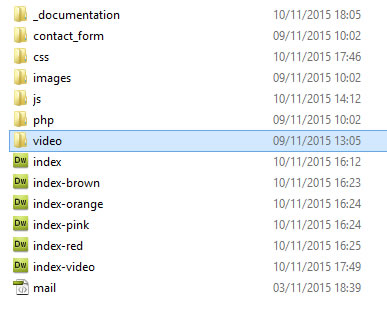 _documentation 10/11/2015 18:05
contact_form 09/11/2015 10:02
css 10/11/2015 17:46
images 09/11/2015 10:02
js 10/11/2015 14:12
php 09/11/2015 10:02
video 09/11/2015 13:05
Dw index 10/11/2015 16:12
Dw index-brown 10/11/2015 16:23
Dw index-orange 10/11/2015 16:24
Dw index-pink 10/11/2015 16:24
Dw index-red 10/11/2015 16:25
Dw index-video 10/11/2015 17:49
mail 03/11/2015 18:39